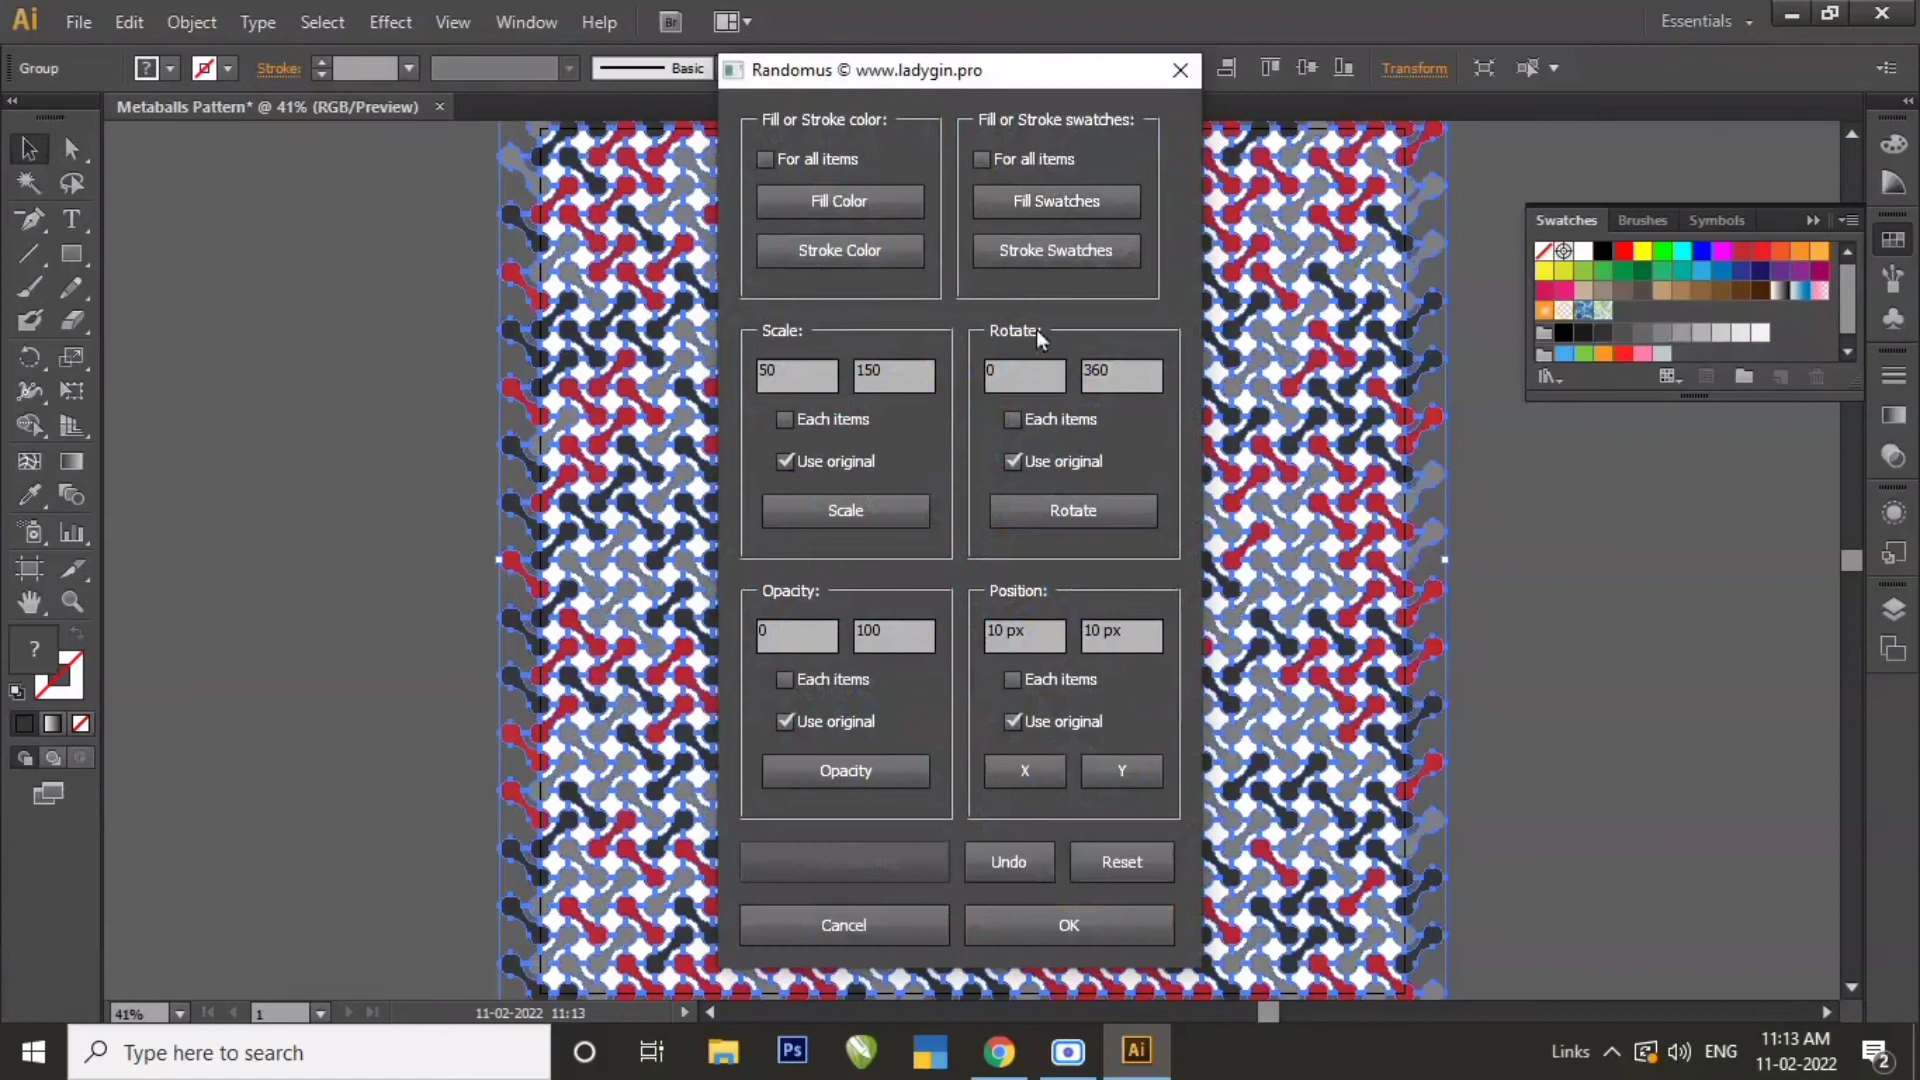 Ai File Edit Object Type Select Effect View Window Help Br Essentials
Group ? Stroke: Basic Transform
Randomus © www.ladygin.pro
Metaballs Pattern* @ 41% (RGB/Preview) ×
Fill or Stroke color: Fill or Stroke swatches:
For all items For all items
Fill Color Fill Swatches
Stroke Color Stroke Swatches
Swatches Brushes Symbols
Scale: Rotate:
50 150 0 360
Each items Each items
Use original Use original
Scale Rotate
Opacity: Position:
0 100 10 px 10 px
Each items Each items
Use original Use original
Opacity X Y
?
Undo Reset
Cancel OK
41% 1 11-02-2022 11:13
Type here to search Ps Ai Links ENG 11:13 AM
11-02-2022 2